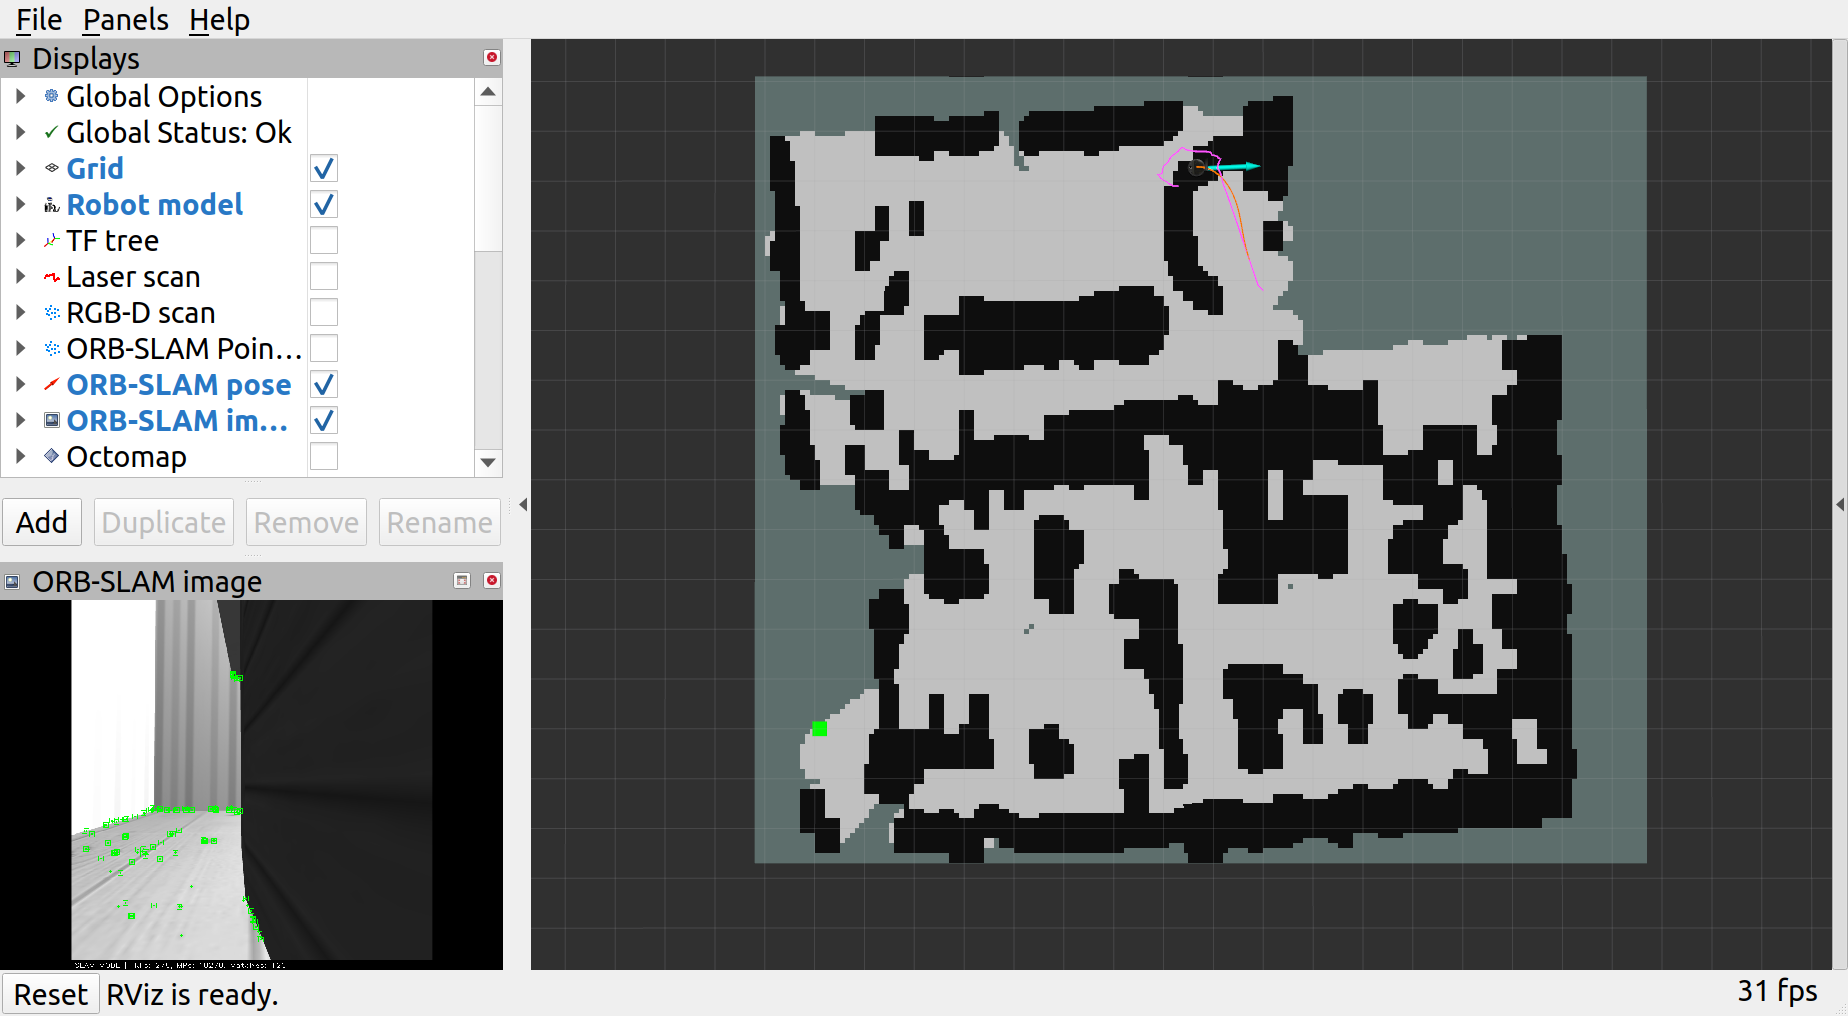 File Panels Help
Displays
Global Options
Global Status: Ok
Grid
Robot model
TF tree
Laser scan
RGB-D scan
ORB-SLAM Poin...
ORB-SLAM pose
ORB-SLAM im...
Octomap
Add Duplicate Remove Rename
ORB-SLAM image
SLAM MODE |
Reset RViz is ready.
31 fps